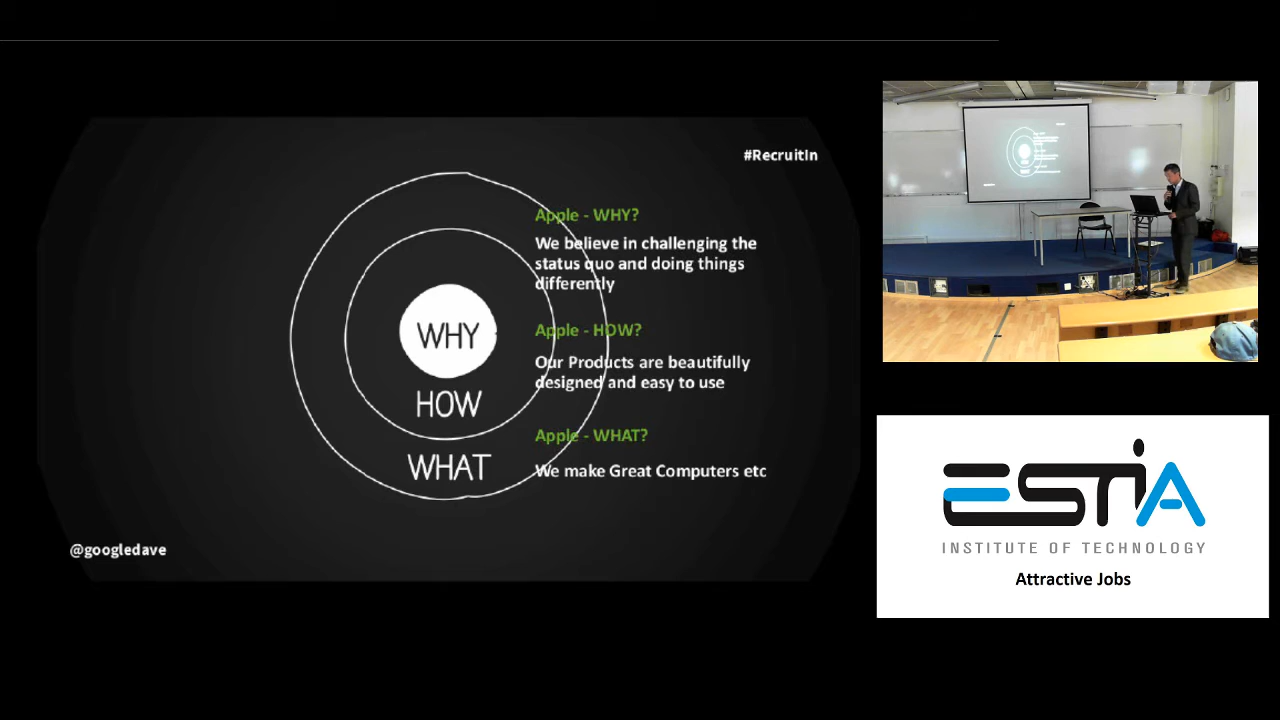 #RecruitIn
Apple - WHY?
We believe in challenging the
status quo and doing things
differently
WHY
Apple - HOW?
Our Products are beautifully
designed and easy to use
HOW
Apple - WHAT?
WHAT
We make Great Computers etc
@googledave
ESTiA
INSTITUTE OF TECHNOLOGY
Attractive Jobs